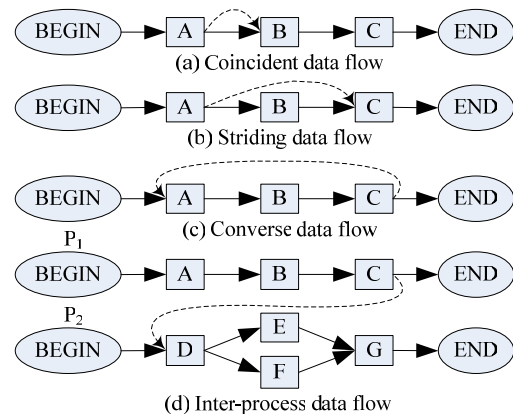 BEGIN A B C END
(a) Coincident data flow
BEGIN A B C END
(b) Striding data flow
BEGIN A B C END
(c) Converse data flow
P1
BEGIN A B C END
P2
BEGIN D E F G END
(d) Inter-process data flow